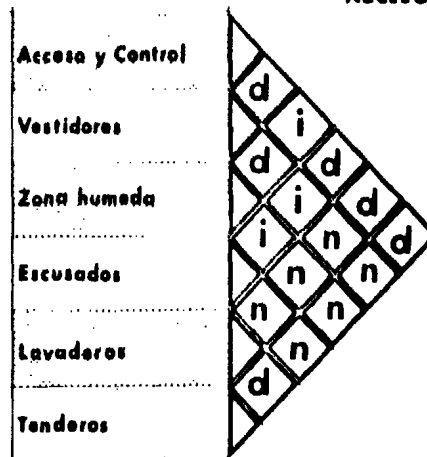 Acceso y Control
d
Vestidores i
d d
Zona humeda i d
i n d
Escusados n n
n n
Lavaderos n
d
Tenderos